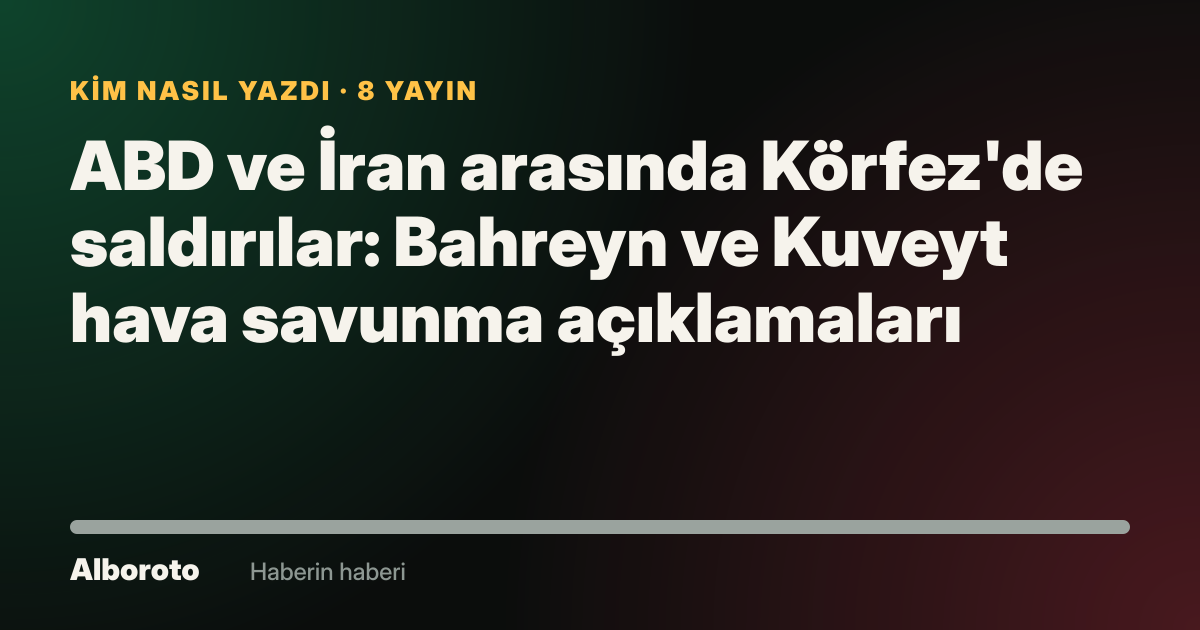 KİM NASIL YAZDI · 8 YAYIN
ABD ve İran arasında Körfez'de
saldırılar: Bahreyn ve Kuveyt
hava savunma açıklamaları
Alboroto Haberin haberi